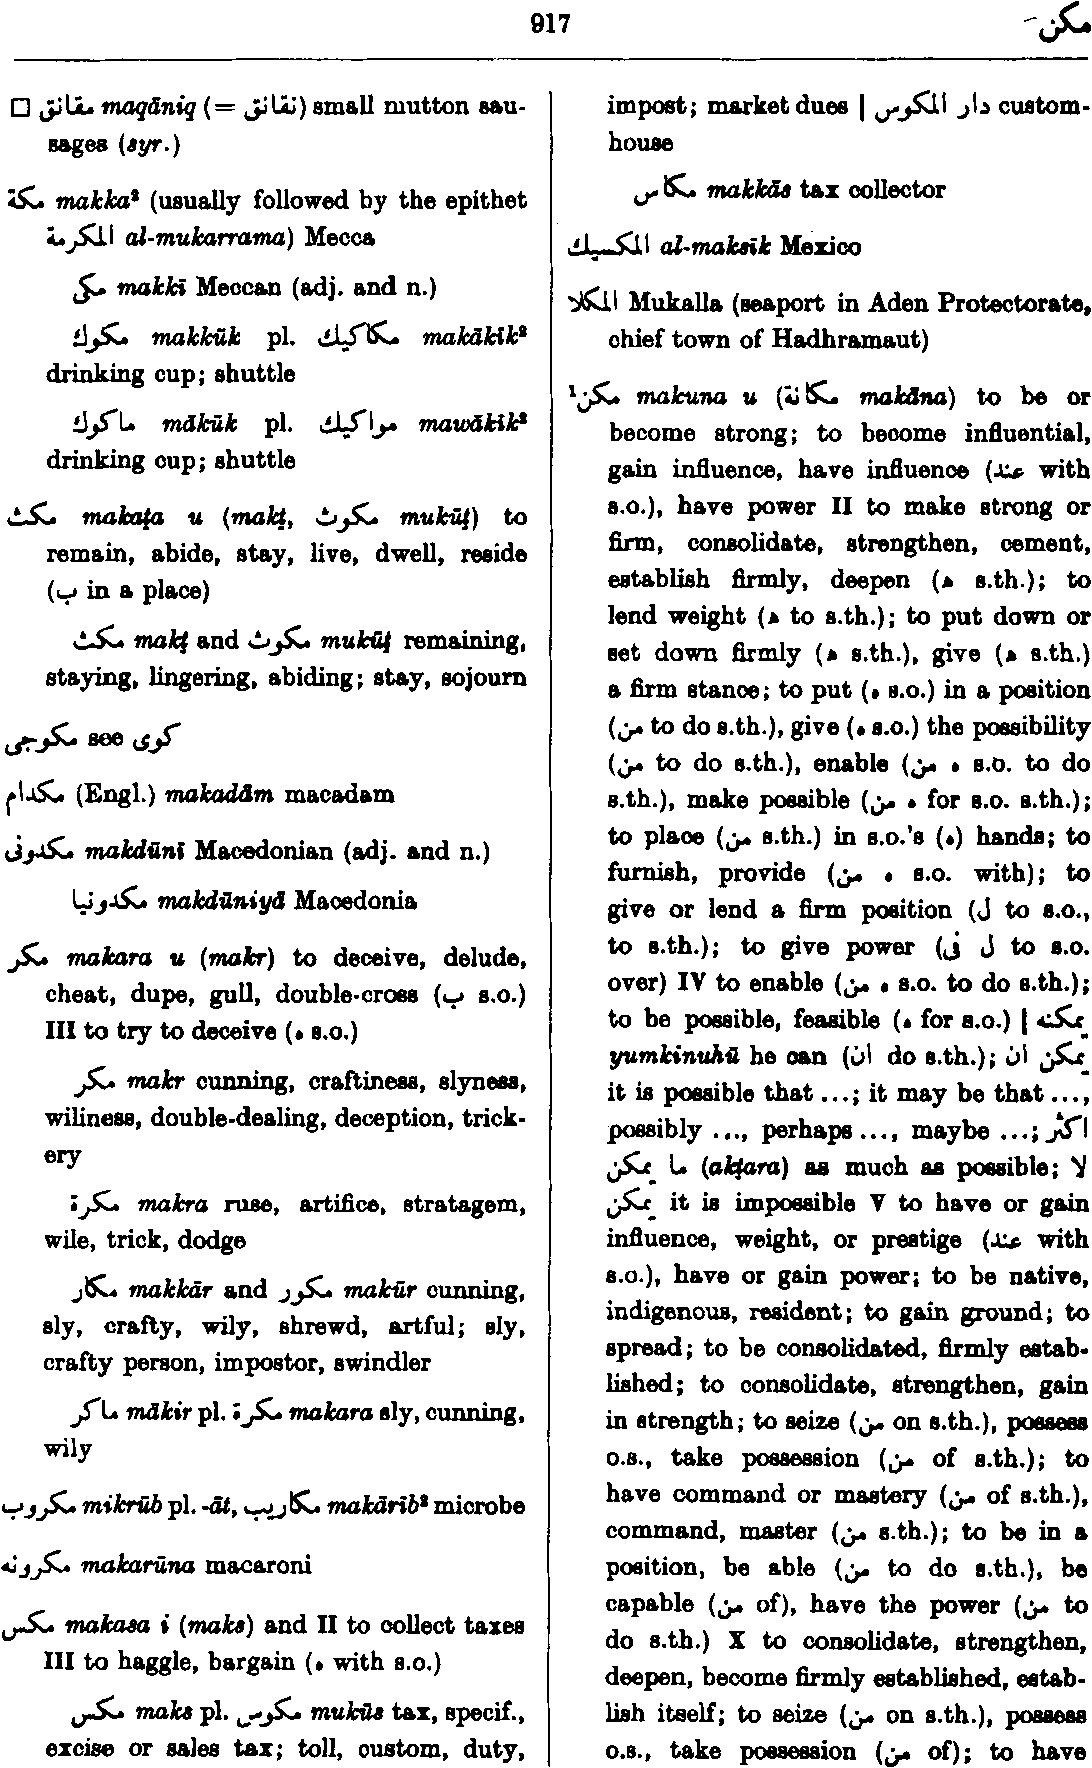 917
مكن-
□ مقانق maqāniq (= نقانق) small mutton sau-
sages (syr.)
مكة makka² (usually followed by the epithet
المكرمة al-mukarrama) Mecca
مكى makkī Meccan (adj. and n.)
مكوك makkūk pl. مكاكيك makākīk²
drinking cup; shuttle
ماكوك mākūk pl. مواكيك mawākīk²
drinking cup; shuttle
مكث makaṯa u (makṯ, مكوث mukūṯ) to
remain, abide, stay, live, dwell, reside
(ب in a place)
مكث makṯ and مكوث mukūṯ remaining,
staying, lingering, abiding; stay, sojourn
مكوجى see كوى
مكدام (Engl.) makadām macadam
مكدونى makdūnī Macedonian (adj. and n.)
مكدونيا makdūniyā Macedonia
مكر makara u (makr) to deceive, delude,
cheat, dupe, gull, double-cross (ب s.o.)
III to try to deceive (ه s.o.)
مكر makr cunning, craftiness, slyness,
wiliness, double-dealing, deception, trick-
ery
مكرة makra ruse, artifice, stratagem,
wile, trick, dodge
مكار makkār and مكور makūr cunning,
sly, crafty, wily, shrewd, artful; sly,
crafty person, impostor, swindler
ماكر mākir pl. مكرة makara sly, cunning,
wily
مكروب mikrūb pl. -āt, مكاريب makārīb² microbe
مكرونه makarūna macaroni
مكس makasa i (maks) and II to collect taxes
III to haggle, bargain (ه with s.o.)
مكس maks pl. مكوس mukūs tax, specif.,
excise or sales tax; toll, custom, duty,
impost; market dues | دار المكوس custom-
house
مكاس makkās tax collector
المكسيك al-maksīk Mexico
المكلا Mukalla (seaport in Aden Protectorate,
chief town of Hadhramaut)
¹مكن makuna u (مكانة makāna) to be or
become strong; to become influential,
gain influence, have influence (عند with
s.o.), have power II to make strong or
firm, consolidate, strengthen, cement,
establish firmly, deepen (ه s.th.); to
lend weight (ه to s.th.); to put down or
set down firmly (ه s.th.), give (ه s.th.)
a firm stance; to put (ه s.o.) in a position
(من to do s.th.), give (ه s.o.) the possibility
(من to do s.th.), enable (ه من s.o. to do
s.th.), make possible (ه من for s.o. s.th.);
to place (من s.th.) in s.o.'s (ه) hands; to
furnish, provide (ه من s.o. with); to
give or lend a firm position (ل to s.o.,
to s.th.); to give power (ل فى to s.o.
over) IV to enable (ه من s.o. to do s.th.);
to be possible, feasible (ه for s.o.) | يمكنه
yumkinuhū he can (ان do s.th.); يمكن ان
it is possible that ...; it may be that ...,
possibly ..., perhaps ..., maybe ...; اكثر
ما يمكن (akṯara) as much as possible; لا
يمكن it is impossible V to have or gain
influence, weight, or prestige (عند with
s.o.), have or gain power; to be native,
indigenous, resident; to gain ground; to
spread; to be consolidated, firmly estab-
lished; to consolidate, strengthen, gain
in strength; to seize (من on s.th.), possess
o.s., take possession (من of s.th.); to
have command or mastery (من of s.th.),
command, master (من s.th.); to be in a
position, be able (من to do s.th.), be
capable (من of), have the power (من to
do s.th.) X to consolidate, strengthen,
deepen, become firmly established, estab-
lish itself; to seize (من on s.th.), possess
o.s., take possession (من of); to have